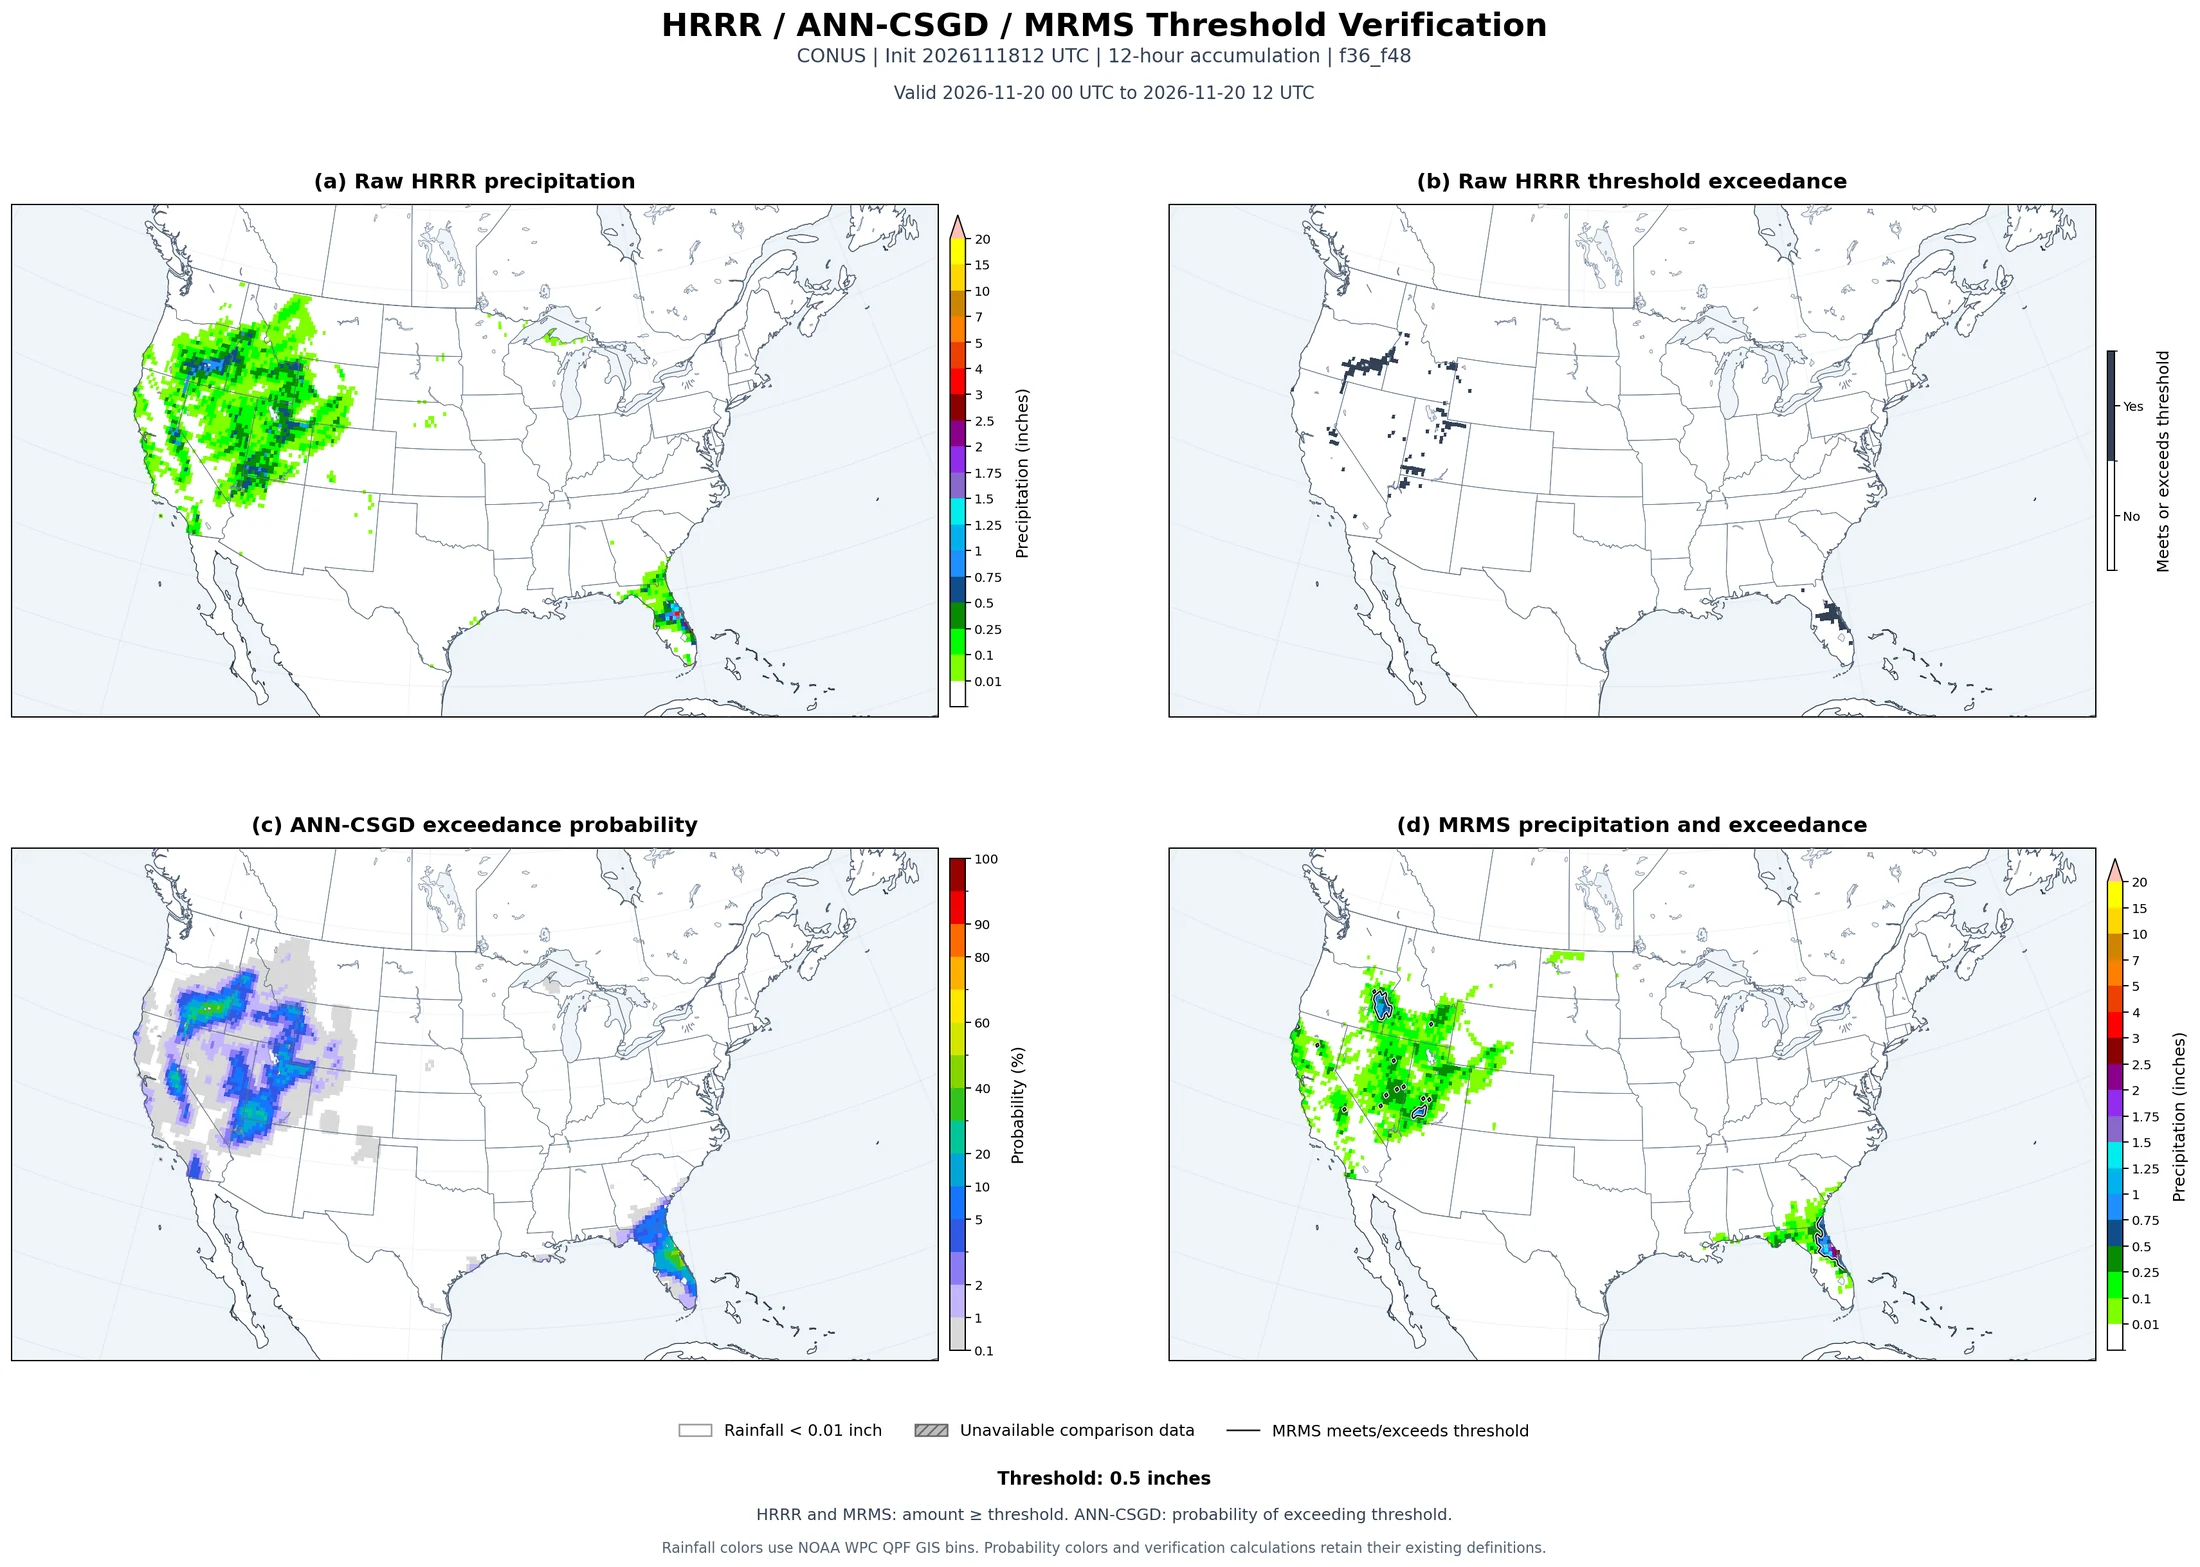 HRRR / ANN-CSGD / MRMS Threshold Verification
CONUS | Init 2026111812 UTC | 12-hour accumulation | f36_f48
Valid 2026-11-20 00 UTC to 2026-11-20 12 UTC
(a) Raw HRRR precipitation
20
15
10
7
5
4
3
2.5
2
1.75
1.5
1.25
1
0.75
0.5
0.25
0.1
0.01
Precipitation (inches)
(b) Raw HRRR threshold exceedance
Yes
No
Meets or exceeds threshold
(c) ANN-CSGD exceedance probability
100
90
80
60
40
20
10
5
2
1
0.1
Probability (%)
(d) MRMS precipitation and exceedance
20
15
10
7
5
4
3
2.5
2
1.75
1.5
1.25
1
0.75
0.5
0.25
0.1
0.01
Precipitation (inches)
Rainfall < 0.01 inch
Unavailable comparison data
MRMS meets/exceeds threshold
Threshold: 0.5 inches
HRRR and MRMS: amount ≥ threshold. ANN-CSGD: probability of exceeding threshold.
Rainfall colors use NOAA WPC QPF GIS bins. Probability colors and verification calculations retain their existing definitions.